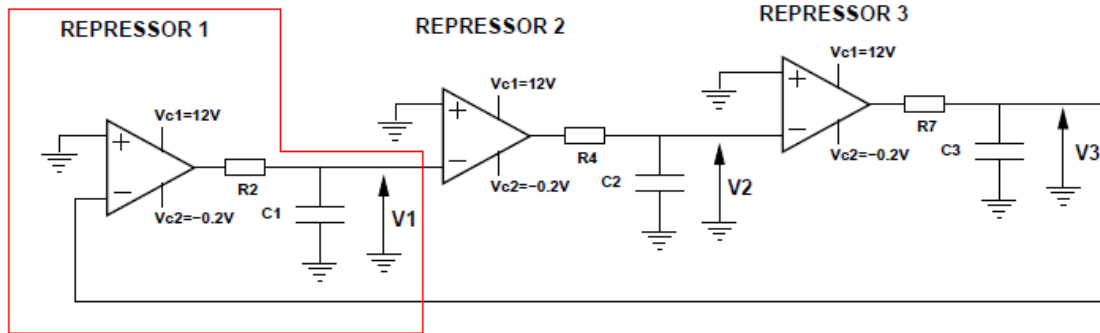 REPRESSOR 1
REPRESSOR 2
REPRESSOR 3
Vc1=12V
+
−
Vc2=−0.2V
R2
C1
V1
Vc1=12V
+
−
Vc2=−0.2V
R4
C2
V2
Vc1=12V
+
−
Vc2=−0.2V
R7
C3
V3